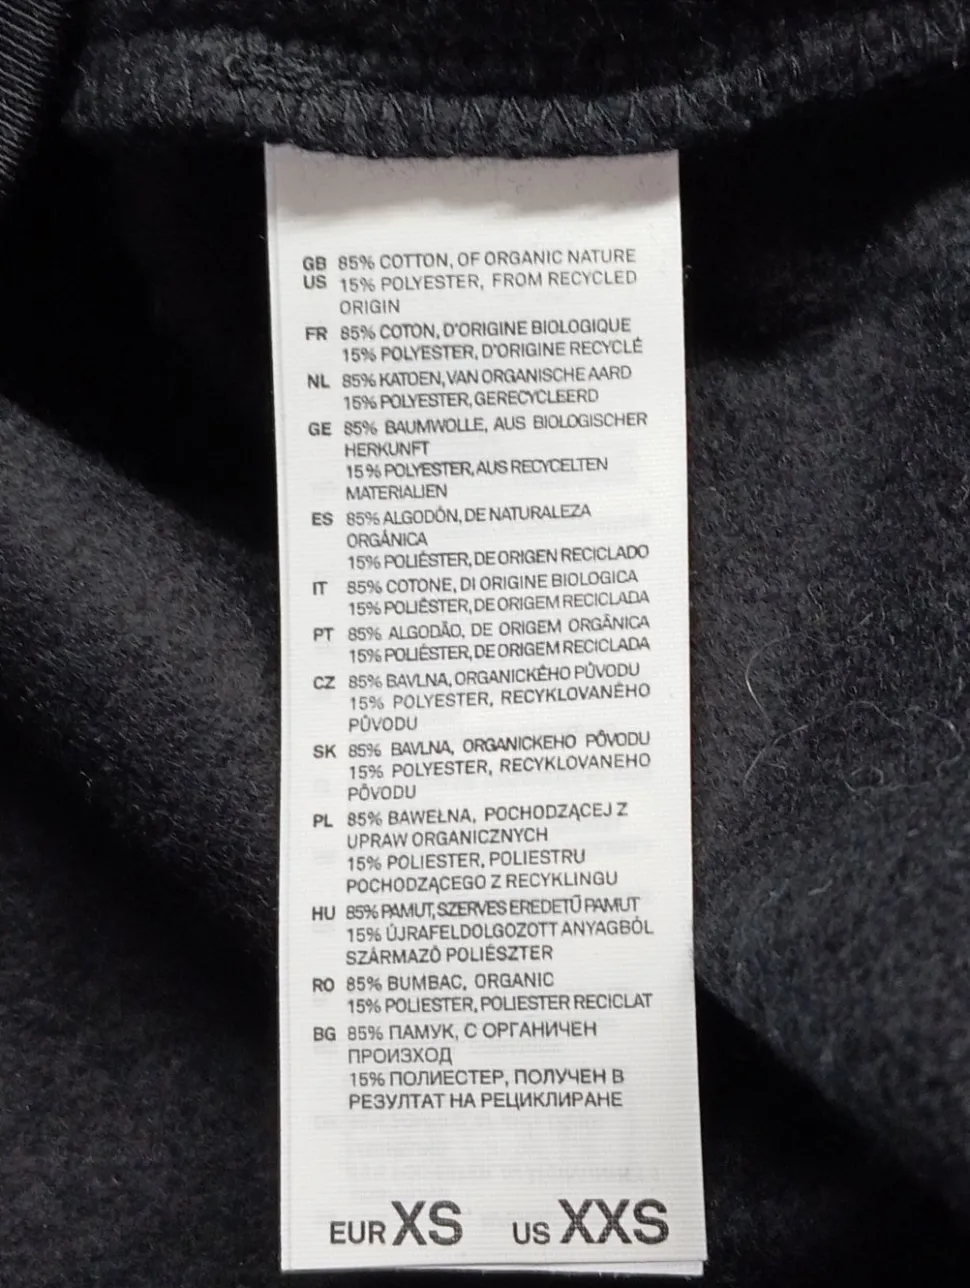 GB 85% COTTON, OF ORGANIC NATURE
US 15% POLYESTER, FROM RECYCLED
ORIGIN
FR 85% COTON, D'ORIGINE BIOLOGIQUE
15% POLYESTER, D'ORIGINE RECYCLÉ
NL 85% KATOEN, VAN ORGANISCHE AARD
15% POLYESTER, GERECYCLEERD
GE 85% BAUMWOLLE, AUS BIOLOGISCHER
HERKUNFT
15% POLYESTER, AUS RECYCELTEN
MATERIALIEN
ES 85% ALGODÓN, DE NATURALEZA
ORGÁNICA
15% POLIÉSTER, DE ORIGEN RECICLADO
IT 85% COTONE, DI ORIGINE BIOLOGICA
15% POLIÉSTER, DE ORIGEM RECICLADA
PT 85% ALGODÃO, DE ORIGEM ORGÂNICA
15% POLIÉSTER, DE ORIGEM RECICLADA
CZ 85% BAVLNA, ORGANICKÉHO PŮVODU
15% POLYESTER, RECYKLOVANÉHO
PŮVODU
SK 85% BAVLNA, ORGANICKEHO PÔVODU
15% POLYESTER, RECYKLOVANEHO
PÔVODU
PL 85% BAWEŁNA, POCHODZĄCEJ Z
UPRAW ORGANICZNYCH
15% POLIESTER, POLIESTRU
POCHODZĄCEGO Z RECYKLINGU
HU 85% PAMUT, SZERVES EREDETŰ PAMUT
15% ÚJRAFELDOLGOZOTT ANYAGBÓL
SZÁRMAZÓ POLIÉSZTER
RO 85% BUMBAC, ORGANIC
15% POLIESTER, POLIESTER RECICLAT
BG 85% ПАМУК, С ОРГАНИЧЕН
ПРОИЗХОД
15% ПОЛИЕСТЕР, ПОЛУЧЕН В
РЕЗУЛТАТ НА РЕЦИКЛИРАНЕ
EUR XS US XXS